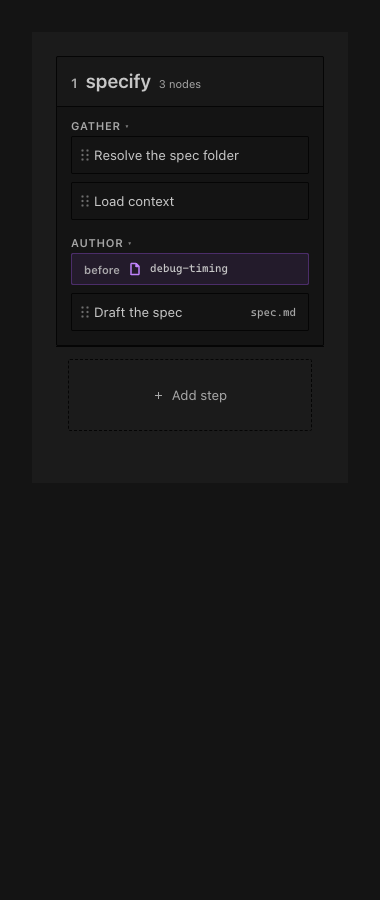 1 specify 3 nodes
GATHER •
Resolve the spec folder
Load context
AUTHOR •
before debug-timing
Draft the spec spec.md
+ Add step